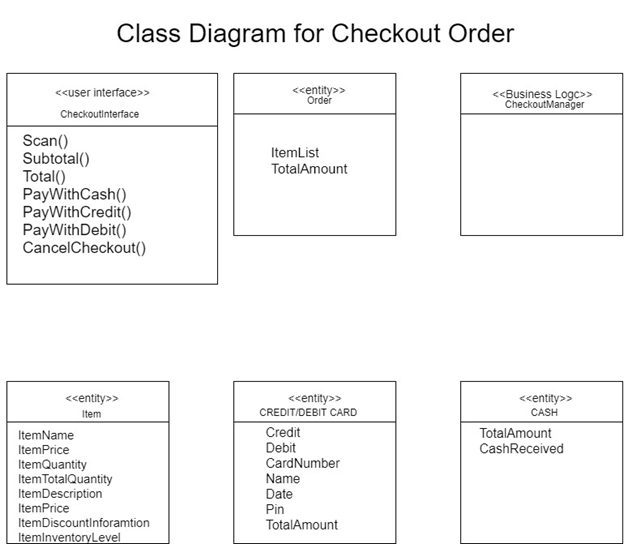 Class Diagram for Checkout Order
<<user interface>>
CheckoutInterface
Scan()
Subtotal()
Total()
PayWithCash()
PayWithCredit()
PayWithDebit()
CancelCheckout()
<<entity>>
Order
ItemList
TotalAmount
<<Business Logc>>
CheckoutManager
<<entity>>
Item
ItemName
ItemPrice
ItemQuantity
ItemTotalQuantity
ItemDescription
ItemPrice
ItemDiscountInforamtion
ItemInventoryLevel
<<entity>>
CREDIT/DEBIT CARD
Credit
Debit
CardNumber
Name
Date
Pin
TotalAmount
<<entity>>
CASH
TotalAmount
CashReceived